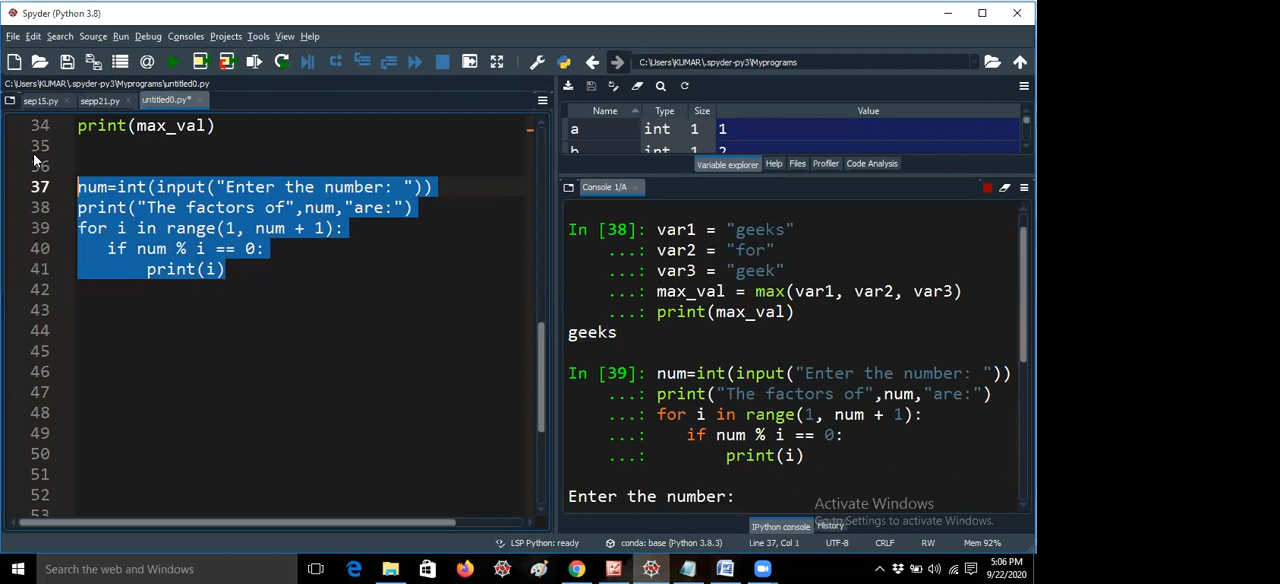 Spyder (Python 3.8)
File Edit Search Source Run Debug Consoles Projects Tools View Help
C:\Users\KUMAR\.spyder-py3\Myprograms
C:\Users\KUMAR\.spyder-py3\Myprograms\untitled0.py
sep15.py sepp21.py untitled0.py*
Name Type Size Value
a int 1 1
b int 1 2
Variable explorer Help Files Profiler Code Analysis
34 print(max_val)
35
36
37 num=int(input("Enter the number: "))
38 print("The factors of",num,"are:")
39 for i in range(1, num + 1):
40 if num % i == 0:
41 print(i)
42
43
44
45
46
47
48
49
50
51
52
53
Console 1/A
In [38]: var1 = "geeks"
...: var2 = "for"
...: var3 = "geek"
...: max_val = max(var1, var2, var3)
...: print(max_val)
geeks
In [39]: num=int(input("Enter the number: "))
...: print("The factors of",num,"are:")
...: for i in range(1, num + 1):
...: if num % i == 0:
...: print(i)
Enter the number:
Activate Windows
Go to Settings to activate Windows.
IPython console History
LSP Python: ready conda: base (Python 3.8.3) Line 37, Col 1 UTF-8 CRLF RW Mem 92%
Search the web
5:06 PM
9/22/2020